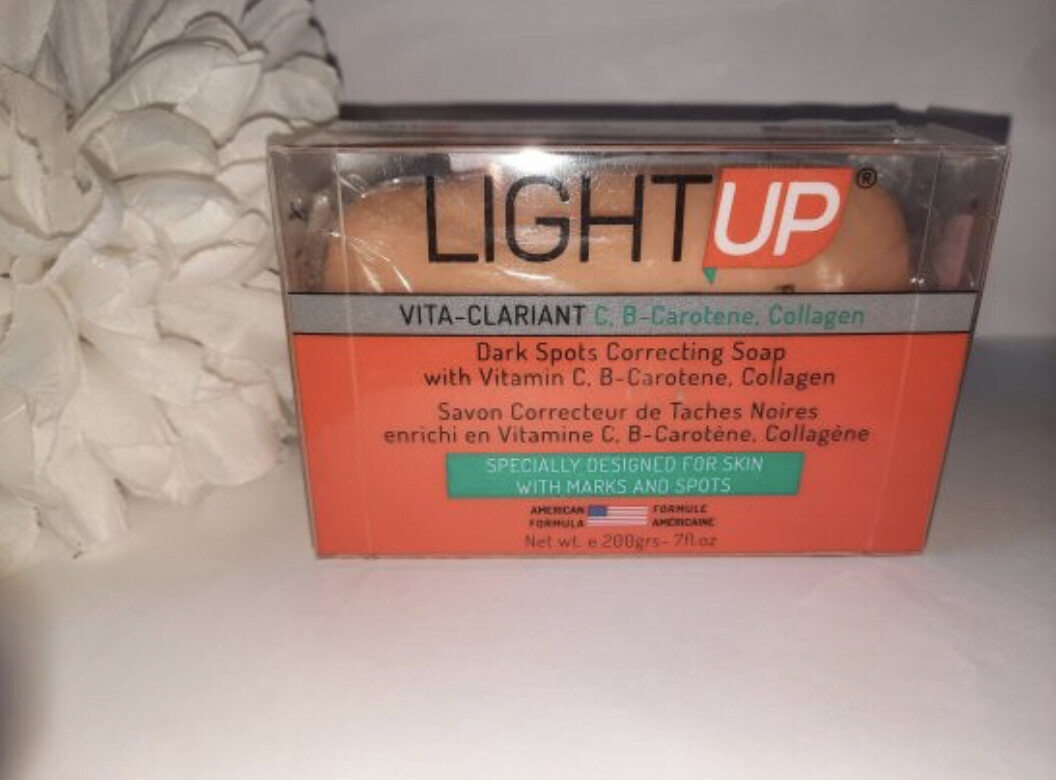 LIGHTUP®
VITA-CLARIANT C, B-Carotene, Collagen
Dark Spots Correcting Soap
with Vitamin C, B-Carotene, Collagen
Savon Correcteur de Taches Noires
enrichi en Vitamine C, B-Carotène, Collagène
SPECIALLY DESIGNED FOR SKIN
WITH MARKS AND SPOTS
AMERICAN FORMULE
FORMULA AMÉRICAINE
Net wt. e 200grs- 7fl.oz